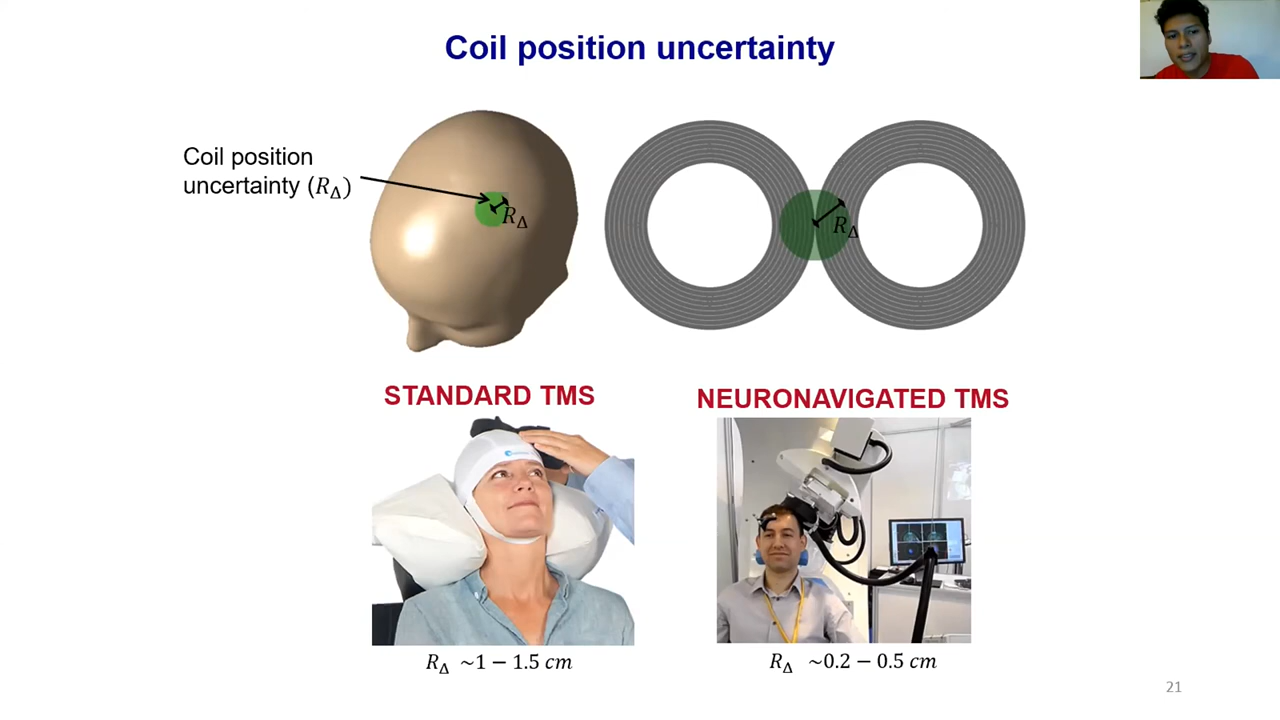 Coil position uncertainty
Coil position
uncertainty (R_Δ)
R_Δ
R_Δ
STANDARD TMS
NEURONAVIGATED TMS
R_Δ ~1 − 1.5 cm
R_Δ ~0.2 − 0.5 cm
21